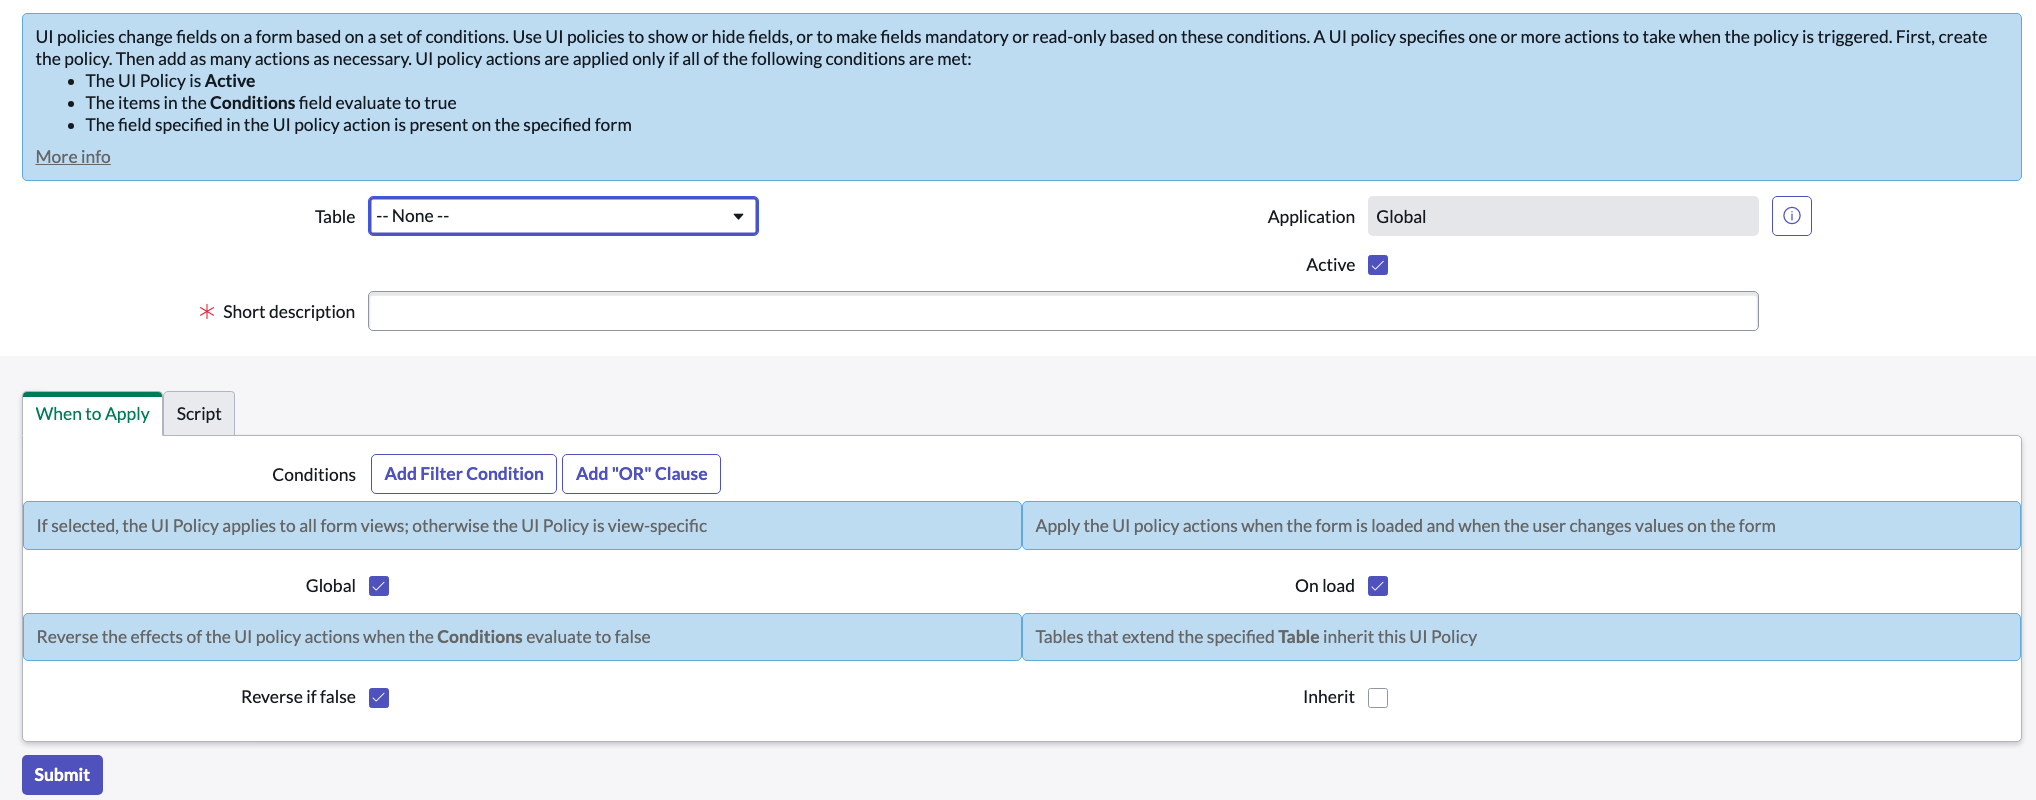 UI policies change fields on a form based on a set of conditions. Use UI policies to show or hide fields, or to make fields mandatory or read-only based on these conditions. A UI policy specifies one or more actions to take when the policy is triggered. First, create
the policy. Then add as many actions as necessary. UI policy actions are applied only if all of the following conditions are met:
• The UI Policy is Active
• The items in the Conditions field evaluate to true
• The field specified in the UI policy action is present on the specified form
More info
Table -- None --
Application Global
Active
* Short description
When to Apply Script
Conditions Add Filter Condition Add "OR" Clause
If selected, the UI Policy applies to all form views; otherwise the UI Policy is view-specific
Apply the UI policy actions when the form is loaded and when the user changes values on the form
Global
On load
Reverse the effects of the UI policy actions when the Conditions evaluate to false
Tables that extend the specified Table inherit this UI Policy
Reverse if false
Inherit
Submit